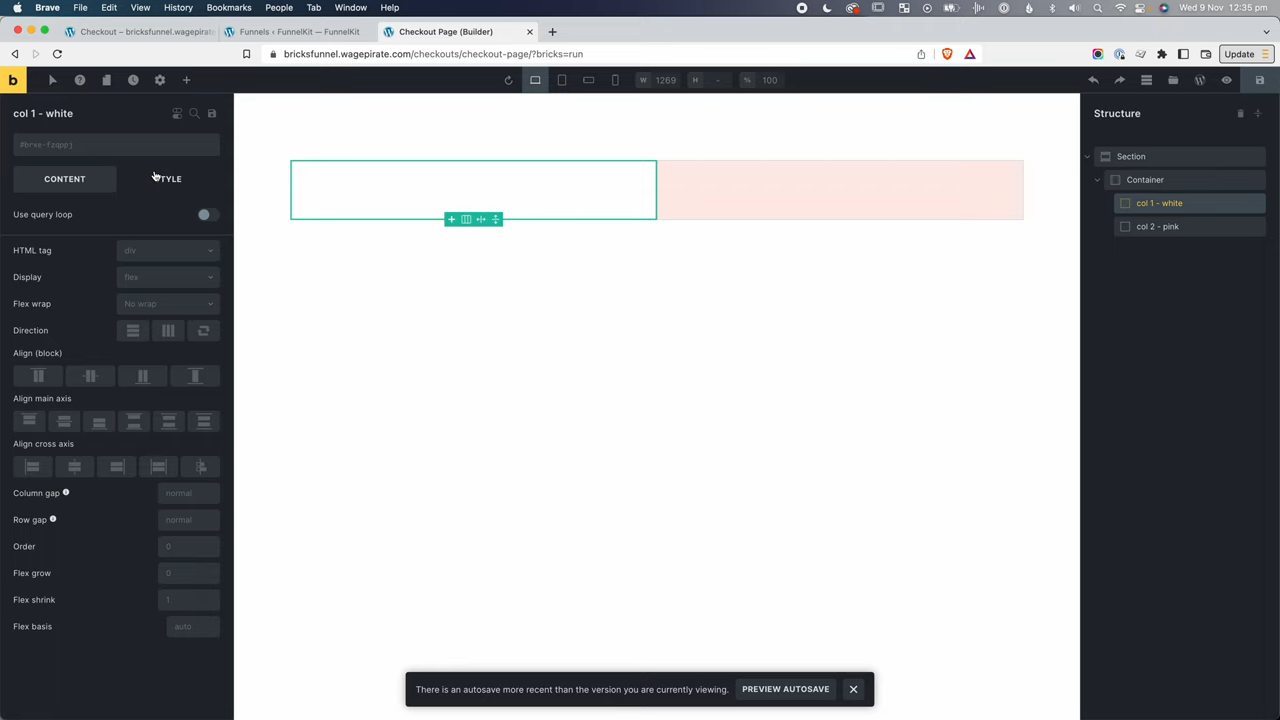 Brave File Edit View History Bookmarks People Tab Window Help Wed 9 Nov 12:35 pm
Checkout – bricksfunnel.wagepirate. Funnels ‹ FunnelKit — FunnelKit Checkout Page (Builder)
bricksfunnel.wagepirate.com/checkouts/checkout-page/?bricks=run Update
b W 1269 H - % 100
col 1 - white
#brxe-fzqppj
CONTENT STYLE
Use query loop
HTML tag div
Display flex
Flex wrap No wrap
Direction
Align (block)
Align main axis
Align cross axis
Column gap normal
Row gap normal
Order 0
Flex grow 0
Flex shrink 1
Flex basis auto
Structure
Section
Container
col 1 - white
col 2 - pink
There is an autosave more recent than the version you are currently viewing. PREVIEW AUTOSAVE